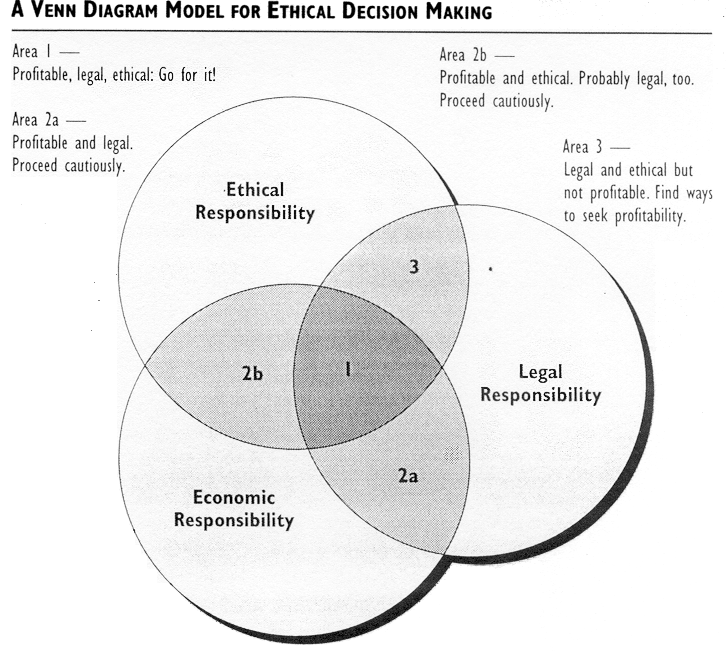 A VENN DIAGRAM MODEL FOR ETHICAL DECISION MAKING
Area 1 —
Profitable, legal, ethical: Go for it!
Area 2a —
Profitable and legal.
Proceed cautiously.
Area 2b —
Profitable and ethical. Probably legal, too.
Proceed cautiously.
Area 3 —
Legal and ethical but
not profitable. Find ways
to seek profitability.
Ethical
Responsibility
3
2b
1
Legal
Responsibility
2a
Economic
Responsibility